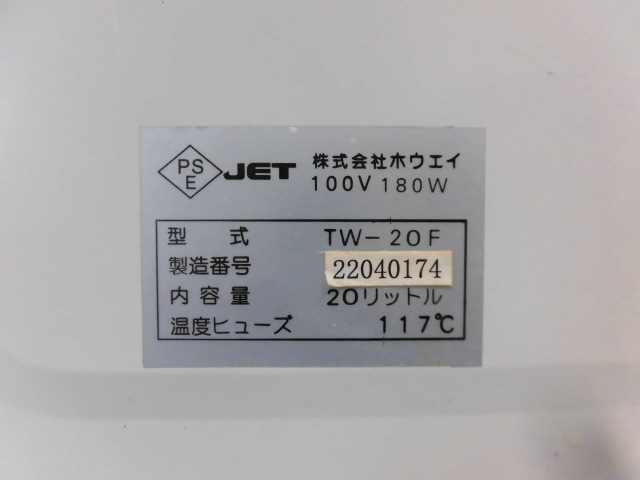 PSE JET 株式会社ホウエイ
100V 180W
型式 TW-20F
製造番号 22040174
内容量 20リットル
温度ヒューズ 117℃